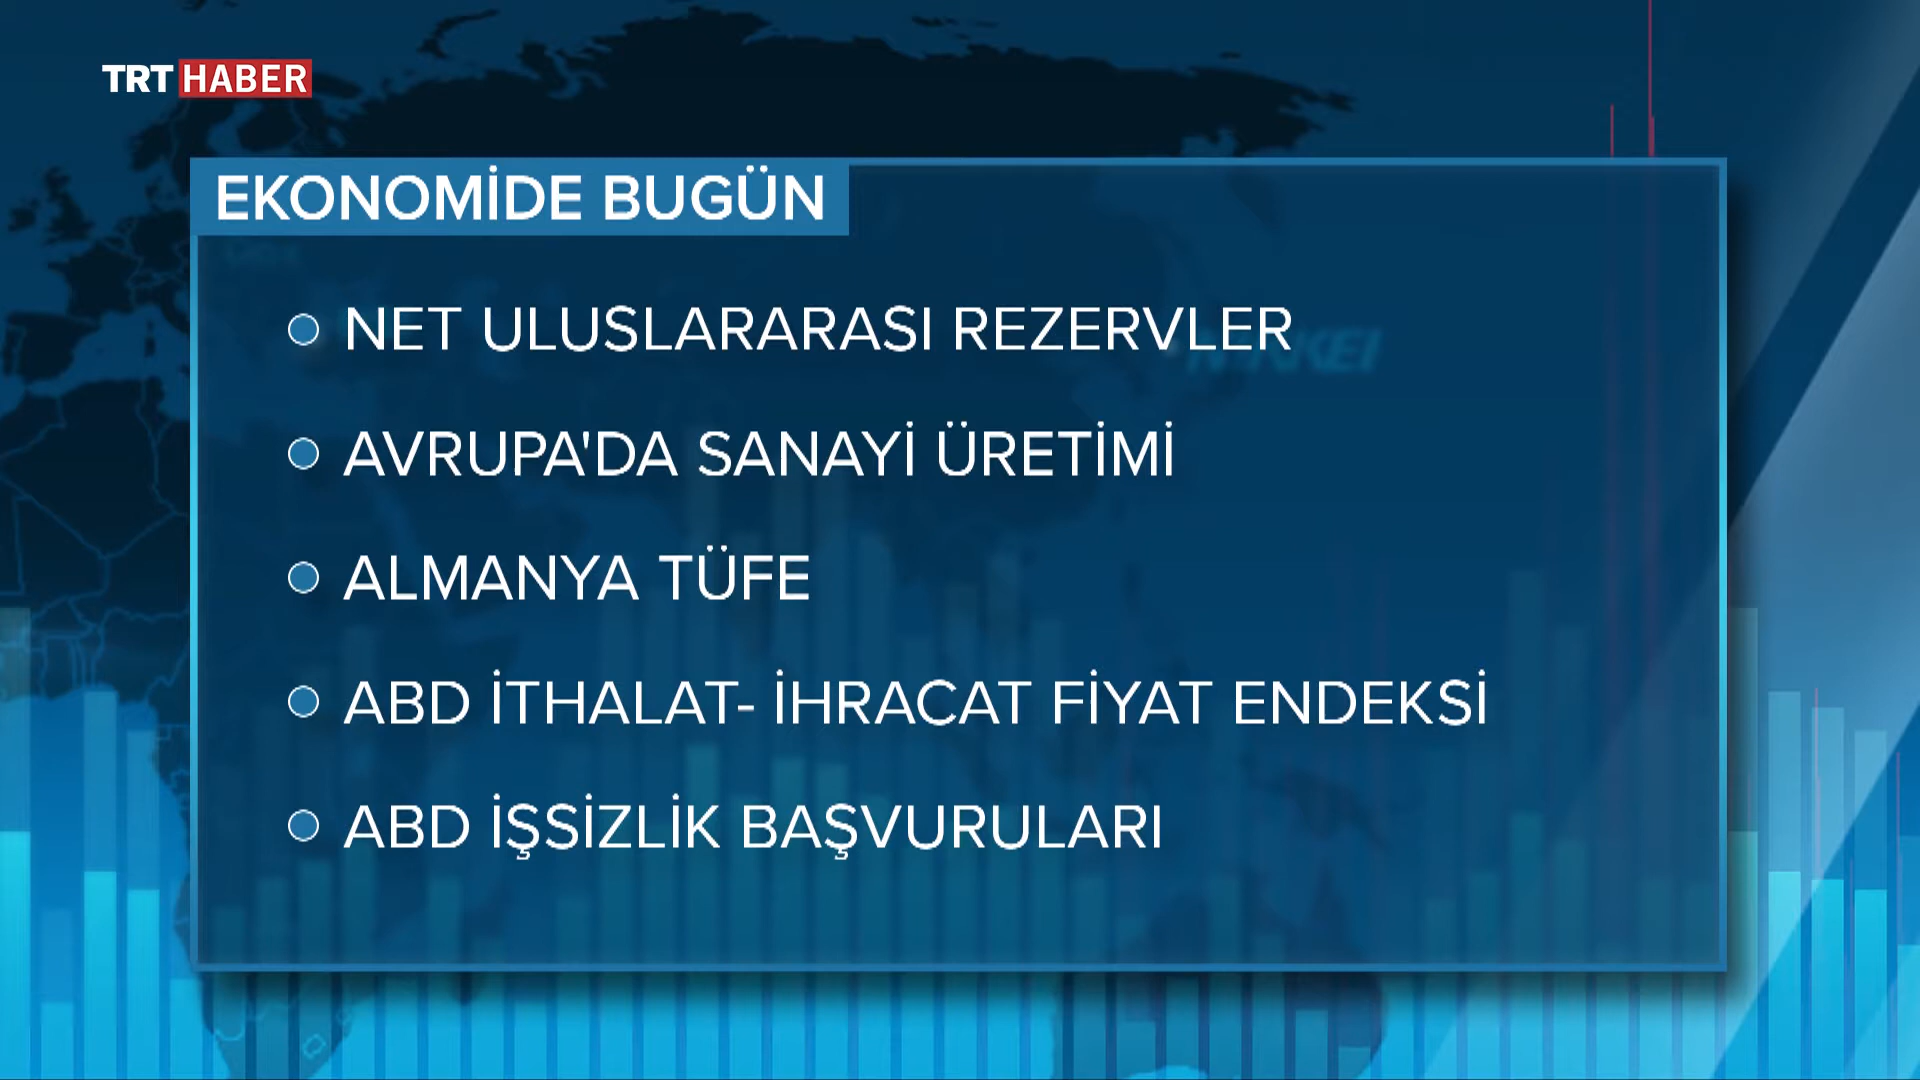 TRT HABER
EKONOMİDE BUGÜN
NET ULUSLARARASI REZERVLER
NIKKEI
AVRUPA'DA SANAYİ ÜRETİMİ
ALMANYA TÜFE
ABD İTHALAT- İHRACAT FİYAT ENDEKSİ
ABD İŞSİZLİK BAŞVURULARI